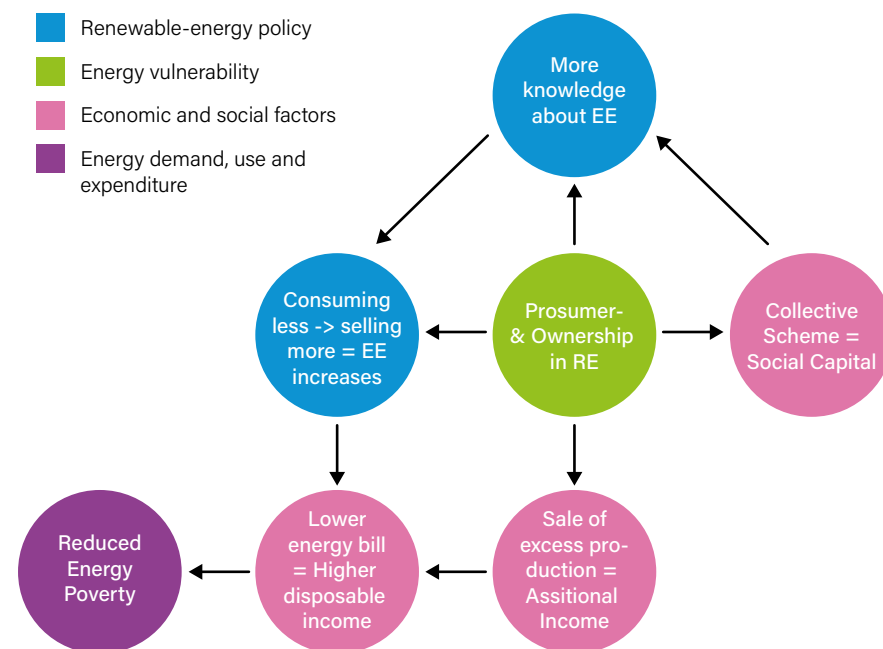 Renewable-energy policy
Energy vulnerability
Economic and social factors
Energy demand, use and
expenditure
More
knowledge
about EE
Consuming
less -> selling
more = EE
increases
Prosumer-
& Ownership
in RE
Collective
Scheme =
Social Capital
Reduced
Energy
Poverty
Lower
energy bill
= Higher
disposable
income
Sale of
excess pro-
duction =
Assitional
Income